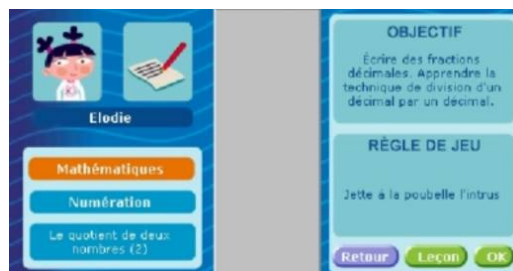 Elodie
Mathématiques
Numération
Le quotient de deux
nombres (2)
OBJECTIF
Écrire des fractions
décimales. Apprendre la
technique de division d'un
décimal par un décimal.
RÈGLE DE JEU
Jette à la poubelle l'intrus
Retour
Leçon
OK